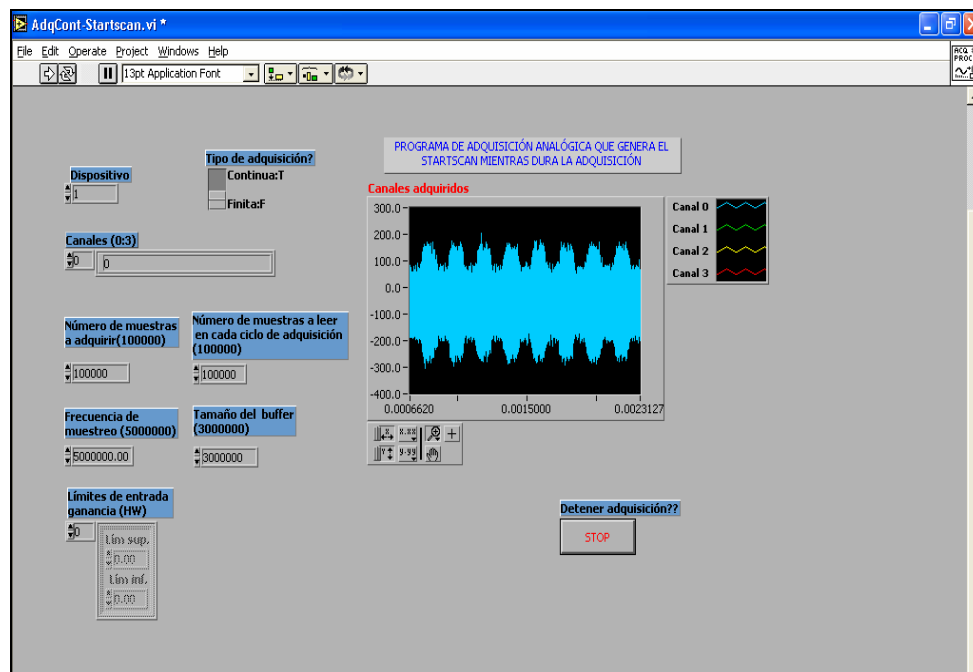 AdqCont-Startscan.vi *
File Edit Operate Project Windows Help
13pt Application Font
PROGRAMA DE ADQUISICIÓN ANALÓGICA QUE GENERA EL
STARTSCAN MIENTRAS DURA LA ADQUISICIÓN
Tipo de adquisición?
Continua:T
Finita:F
Dispositivo
1
Canales (0:3)
0
0
Número de muestras
a adquirir(100000)
100000
Número de muestras a leer
en cada ciclo de adquisición
(100000)
100000
Frecuencia de
muestreo (5000000)
5000000.00
Tamaño del buffer
(3000000)
3000000
Límites de entrada
ganancia (HW)
0
Lím sup.
0.00
Lím inf.
0.00
Canales adquiridos
300.0
200.0
100.0
0.0
-100.0
-200.0
-300.0
-400.0
0.0006620 0.0015000 0.0023127
Canal 0
Canal 1
Canal 2
Canal 3
Detener adquisición??
STOP